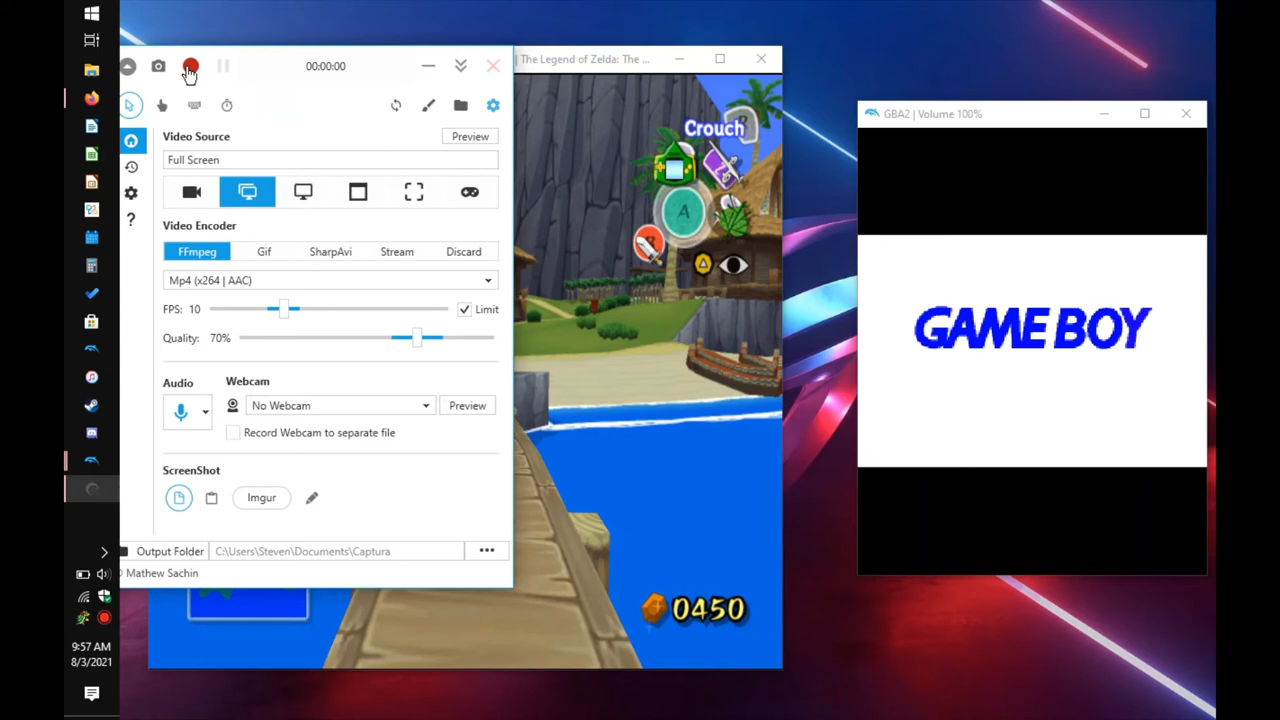 00:00:00
Video Source
Preview
Full Screen
Video Encoder
FFmpeg
Gif
SharpAvi
Stream
Discard
Mp4 (x264 | AAC)
FPS: 10
Limit
Quality: 70%
Audio
Webcam
No Webcam
Preview
Record Webcam to separate file
ScreenShot
Imgur
Output Folder
C:\Users\Steven\Documents\Captura
Mathew Sachin
| The Legend of Zelda: The ...
Crouch
A
B
Z
0450
GBA2 | Volume 100%
GAME BOY
9:57 AM
8/3/2021